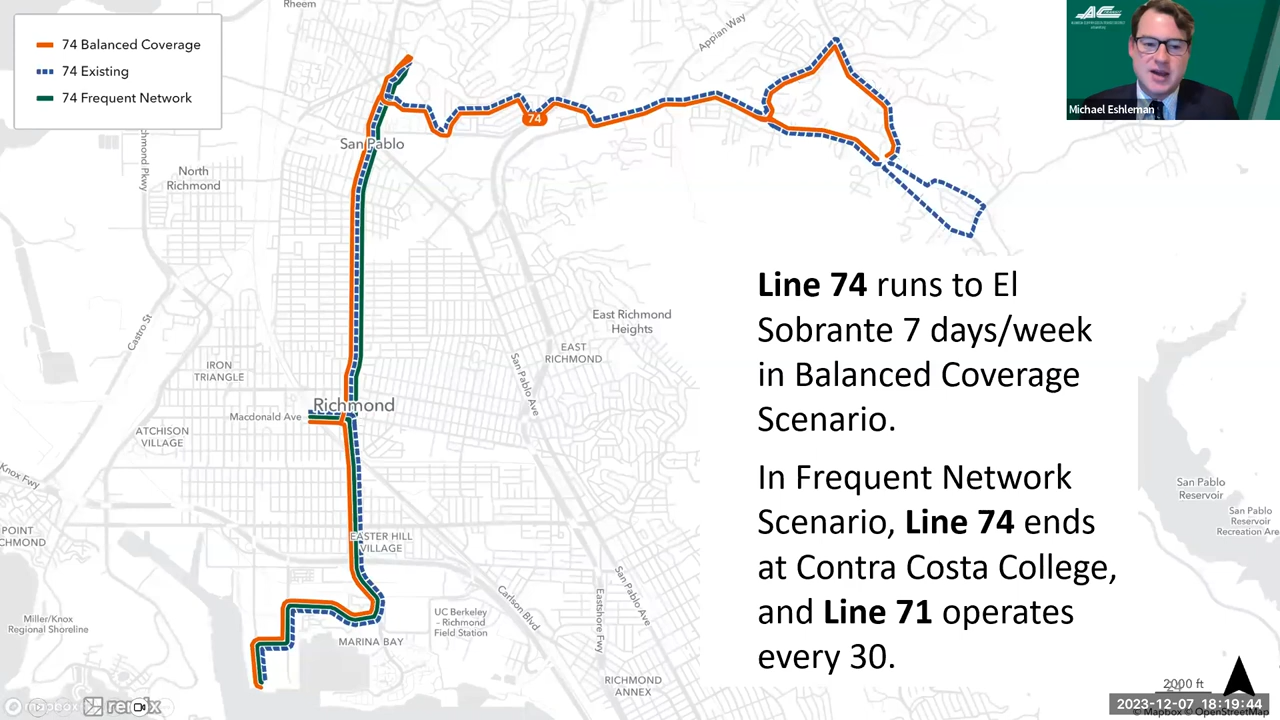 74 Balanced Coverage
74 Existing
74 Frequent Network
Rheem
Appian Way
74
San Pablo
North
Richmond
East Richmond
Heights
EAST
RICHMOND
San Pablo Ave
Castro St
IRON
TRIANGLE
Richmond
Macdonald Ave
ATCHISON
VILLAGE
Knox Fwy
POINT
CHMOND
EASTER HILL
VILLAGE
Carlson Blvd
Eastshore Fwy
San Pablo Ave
UC Berkeley
– Richmond
Field Station
Miller/Knox
Regional Shoreline
MARINA BAY
RICHMOND
ANNEX
Line 74 runs to El
Sobrante 7 days/week
in Balanced Coverage
Scenario.
In Frequent Network
Scenario, Line 74 ends
at Contra Costa College,
and Line 71 operates
every 30.
San Pablo
Reservoir
San Pablo
Reservoir
Recreation Are
2000 ft
2023-12-07 18:19:44
© Mapbox © OpenStreetMap
mapbox
remix
Michael Eshleman